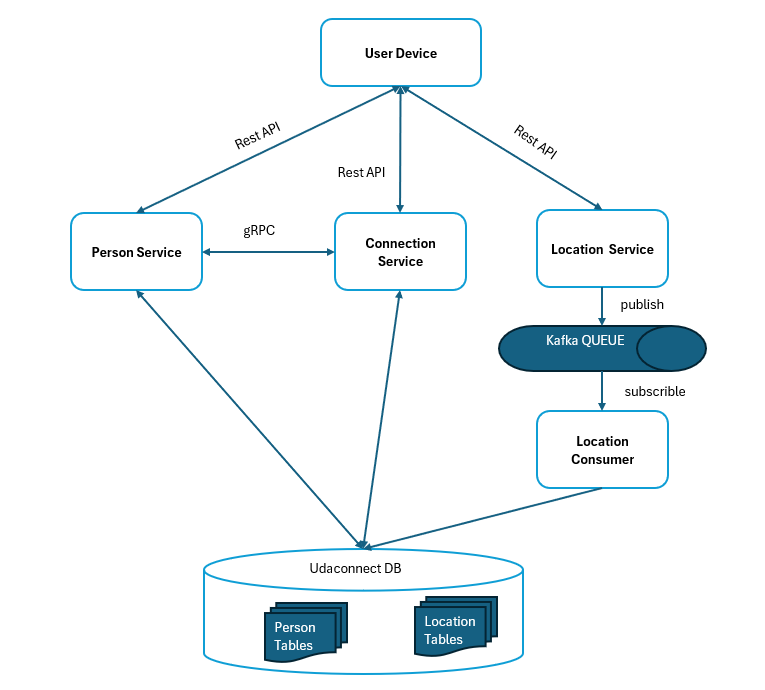 User Device
Rest API
Rest API
Rest API
Person Service
gRPC
Connection
Service
Location  Service
publish
Kafka QUEUE
subscrible
Location
Consumer
Udaconnect DB
Person
Tables
Location
Tables